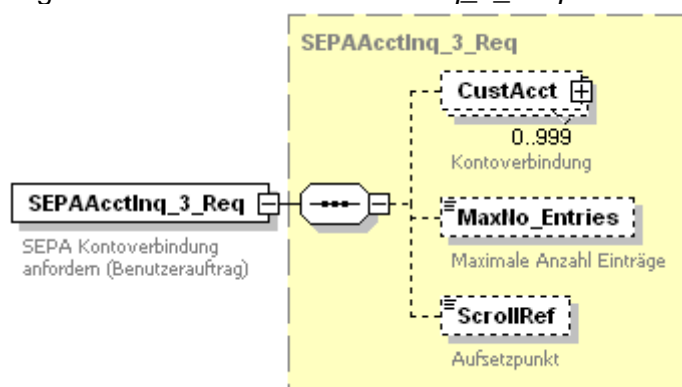 SEPAAcctInq_3_Req
CustAcct
0..999
Kontoverbindung
SEPAAcctInq_3_Req
SEPA Kontoverbindung
anfordern (Benutzerauftrag)
MaxNo_Entries
Maximale Anzahl Einträge
ScrollRef
Aufsetzpunkt